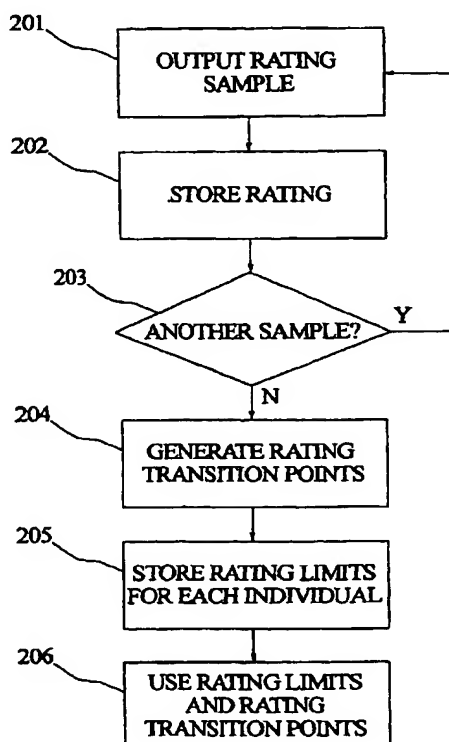 201
OUTPUT RATING
SAMPLE
202
.STORE RATING
203
ANOTHER SAMPLE?
Y
N
204
GENERATE RATING
TRANSITION POINTS
205
STORE RATING LIMITS
FOR EACH INDIVIDUAL
206
USE RATING LIMITS
AND RATING
TRANSITION POINTS